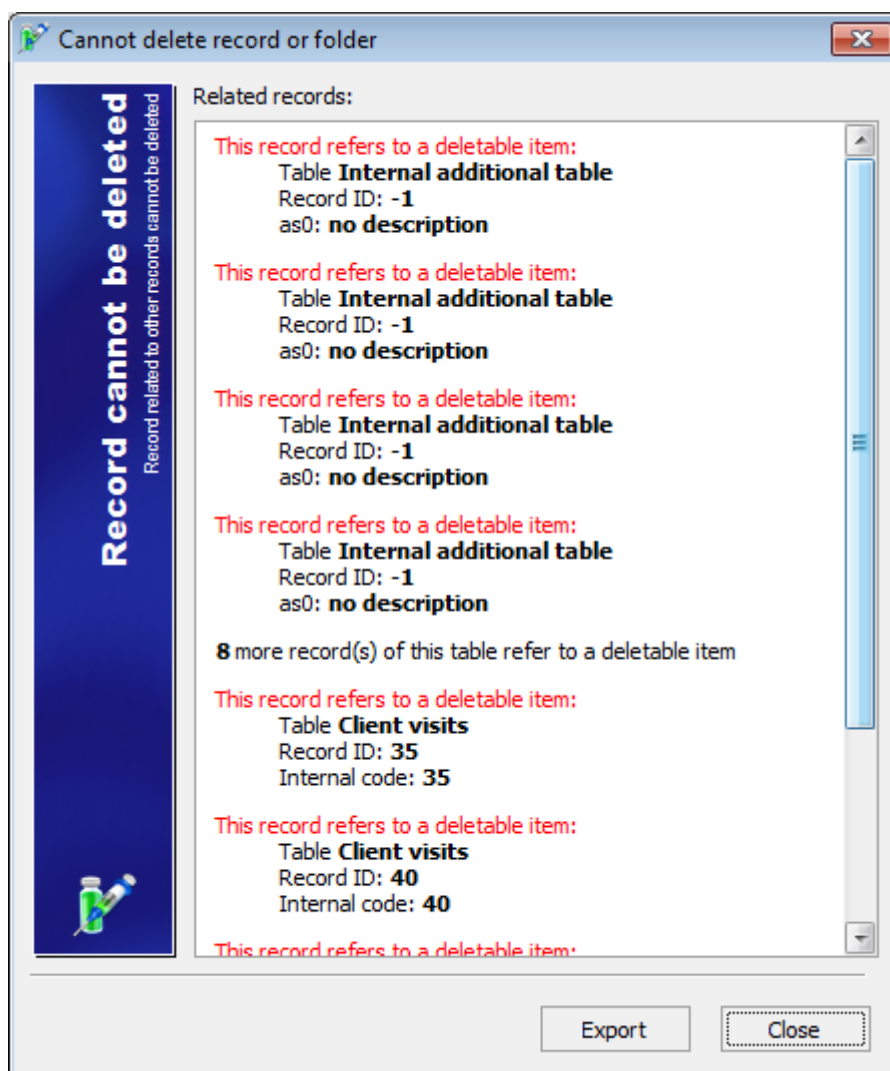 Cannot delete record or folder
Record cannot be deleted
Record related to other records cannot be deleted
Related records:
This record refers to a deletable item:
Table Internal additional table
Record ID: -1
as0: no description
This record refers to a deletable item:
Table Internal additional table
Record ID: -1
as0: no description
This record refers to a deletable item:
Table Internal additional table
Record ID: -1
as0: no description
This record refers to a deletable item:
Table Internal additional table
Record ID: -1
as0: no description
8 more record(s) of this table refer to a deletable item
This record refers to a deletable item:
Table Client visits
Record ID: 35
Internal code: 35
This record refers to a deletable item:
Table Client visits
Record ID: 40
Internal code: 40
This record refers to a deletable item:
Export
Close